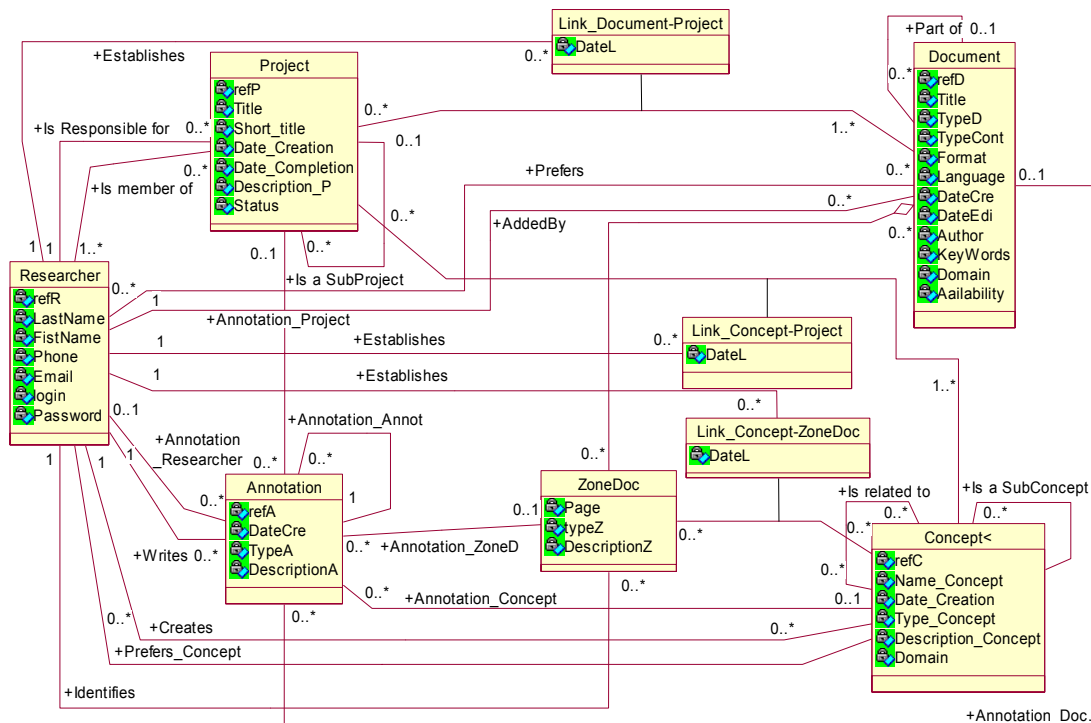 Link_Document-Project
DateL
+Establishes
0..*
+Part of
0..1
0..*
Document
refD
Title
TypeD
TypeCont
Format
Language
DateCre
DateEdi
Author
KeyWords
Domain
Aailability
Project
refP
Title
Short_title
Date_Creation
Date_Completion
Description_P
Status
0..*
1..*
+Is Responsible for
0..*
0..1
+Is member of
0..*
+Prefers
0..*
0..1
0..*
+AddedBy
0..*
0..*
1
1
1..*
0..1
0..*
+Is a SubProject
Researcher
refR
LastName
FistName
Phone
Email
login
Password
0..*
1
+Annotation_Project
1
+Establishes
0..*
Link_Concept-Project
DateL
1
+Establishes
0..*
1..*
Link_Concept-ZoneDoc
DateL
0..1
+Annotation
_Researcher
+Annotation_Annot
0..*
0..*
0..*
1
1
1
Annotation
refA
DateCre
TypeA
DescriptionA
0..*
1
+Writes
0..*
0..*
+Annotation_ZoneD
0..1
ZoneDoc
Page
typeZ
DescriptionZ
0..*
0..*
+Is related to
0..*
+Is a SubConcept
0..*
0..*
0..*
Concept<
refC
Name_Concept
Date_Creation
Type_Concept
Description_Concept
Domain
0..*
+Annotation_Concept
0..1
0..*
0..*
0..*
+Creates
0..*
+Prefers_Concept
+Identifies
+Annotation_Doc.